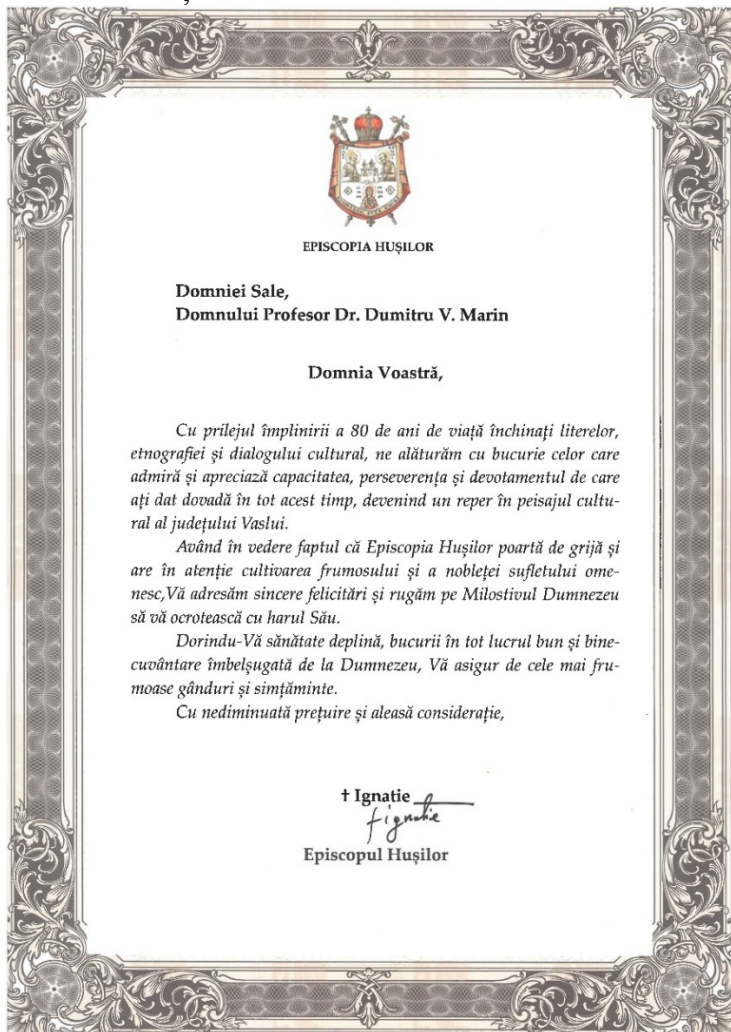 EPISCOPIA HUȘILOR
Domniei Sale,
Domnului Profesor Dr. Dumitru V. Marin
Domnia Voastră,
Cu prilejul împlinirii a 80 de ani de viață închinați literelor,
etnografiei și dialogului cultural, ne alăturăm cu bucurie celor care
admiră și apreciază capacitatea, perseverența și devotamentul de care
ați dat dovadă în tot acest timp, devenind un reper în peisajul cultu-
ral al județului Vaslui.
Având în vedere faptul că Episcopia Hușilor poartă de grijă și
are în atenție cultivarea frumosului și a nobleței sufletului ome-
nesc,Vă adresăm sincere felicitări și rugăm pe Milostivul Dumnezeu
să vă ocrotească cu harul Său.
Dorindu-Vă sănătate deplină, bucurii în tot lucrul bun și bine-
cuvântare îmbelșugată de la Dumnezeu, Vă asigur de cele mai fru-
moase gânduri și simțăminte.
Cu nediminuată prețuire și aleasă considerație,
† Ignatie
† Ignatie
Episcopul Hușilor